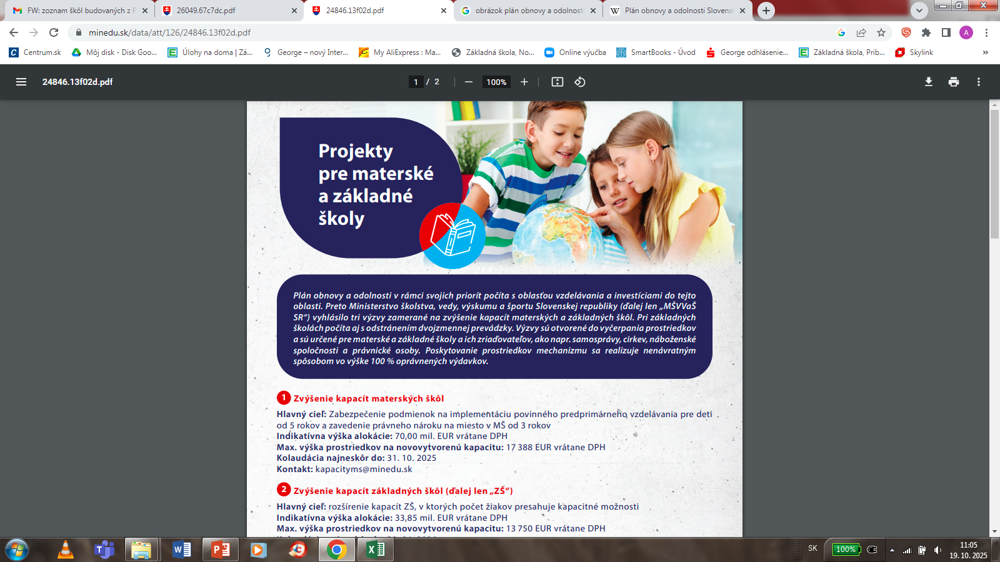 FW: zoznam škôl budovaných z P
26049.67c7dc.pdf
24846.13f02d.pdf
obrázok plán obnovy a odolnosti
Plán obnovy a odolnosti Slovensk
minedu.sk/data/att/126/24846.13f02d.pdf
A
Centrum.sk
Môj disk - Disk Goo...
Úlohy na doma | Zá...
George – nový Inter...
My AliExpress : Ma...
Základná škola, No...
Online výučba
SmartBooks - Úvod
George odhlásenie...
Základná škola, Prib...
Skylink
»
24846.13f02d.pdf
1 / 2
100%
Projekty
pre materské
a základné
školy
Plán obnovy a odolnosti v rámci svojich priorít počíta s oblasťou vzdelávania a investíciami do tejto
oblasti. Preto Ministerstvo školstva, vedy, výskumu a športu Slovenskej republiky (ďalej len „MŠVVaŠ
SR“) vyhlásilo tri výzvy zamerané na zvýšenie kapacít materských a základných škôl. Pri základných
školách počíta aj s odstránením dvojzmennej prevádzky. Výzvy sú otvorené do vyčerpania prostriedkov
a sú určené pre materské a základné školy a ich zriaďovateľov, ako napr. samosprávy, cirkev, náboženské
spoločnosti a právnické osoby. Poskytovanie prostriedkov mechanizmu sa realizuje nenávratným
spôsobom vo výške 100 % oprávnených výdavkov.
1 Zvýšenie kapacít materských škôl
Hlavný cieľ: Zabezpečenie podmienok na implementáciu povinného predprimárneho vzdelávania pre deti
od 5 rokov a zavedenie právneho nároku na miesto v MŠ od 3 rokov
Indikatívna výška alokácie: 70,00 mil. EUR vrátane DPH
Max. výška prostriedkov na novovytvorenú kapacitu: 17 388 EUR vrátane DPH
Kolaudácia najneskôr do: 31. 10. 2025
Kontakt: kapacityms@minedu.sk
2 Zvýšenie kapacít základných škôl (ďalej len „ZŠ“)
Hlavný cieľ: rozšírenie kapacít ZŠ, v ktorých počet žiakov presahuje kapacitné možnosti
Indikatívna výška alokácie: 33,85 mil. EUR vrátane DPH
Max. výška prostriedkov na novovytvorenú kapacitu: 13 750 EUR vrátane DPH
SK
100%
11:05
19. 10. 2025